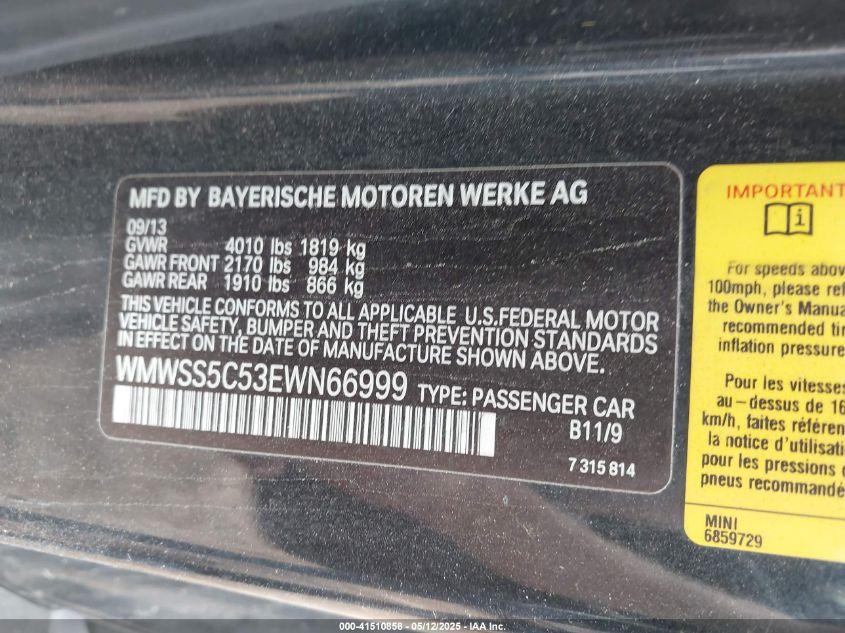 MFD BY BAYERISCHE MOTOREN WERKE AG
09/13
GVWR 4010 lbs 1819 kg
GAWR FRONT 2170 lbs 984 kg
GAWR REAR 1910 lbs 866 kg
THIS VEHICLE CONFORMS TO ALL APPLICABLE U.S.FEDERAL MOTOR
VEHICLE SAFETY, BUMPER AND THEFT PREVENTION STANDARDS
IN EFFECT ON THE DATE OF MANUFACTURE SHOWN ABOVE.
WMWSS5C53EWN66999 TYPE: PASSENGER CAR
B11/9
7 315 814
IMPORTANT
i
For speeds above
100mph, please ref
the Owner's Manua
recommended tir
inflation pressure
Pour les vitesses
au-dessus de 16
km/h, faites référen
la notice d'utilisati
pour les pressions d
pneus recommandé
MINI
6859729
000-41510858 - 05/12/2025 - IAA Inc.